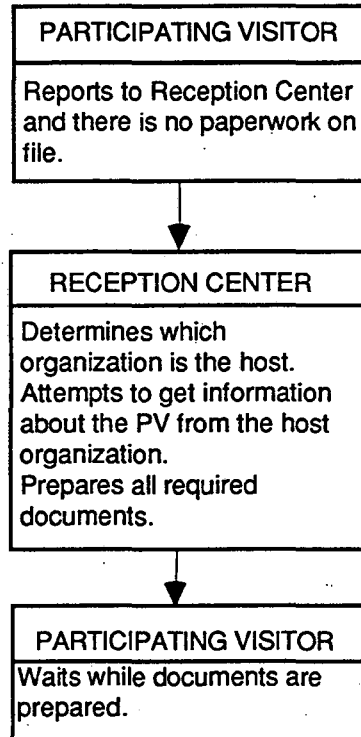 PARTICIPATING VISITOR
Reports to Reception Center
and there is no paperwork on
file.
RECEPTION CENTER
Determines which
organization is the host.
Attempts to get information
about the PV from the host
organization.
Prepares all required
documents.
PARTICIPATING VISITOR
Waits while documents are
prepared.